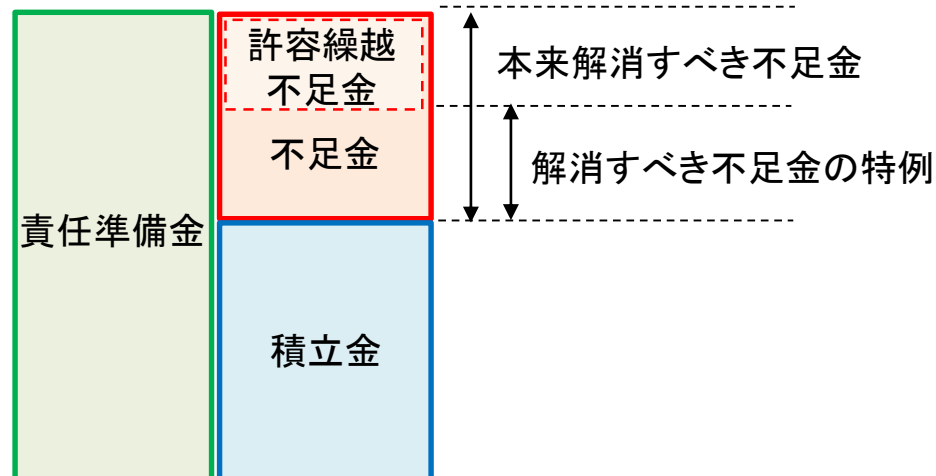 許容繰越
不足金
本来解消すべき不足金
不足金
解消すべき不足金の特例
責任準備金
積立金